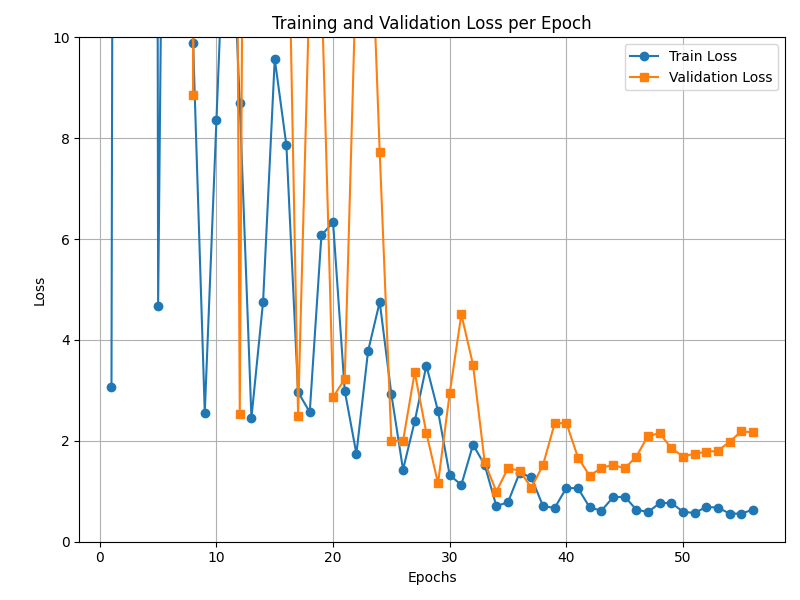 Training and Validation Loss per Epoch
Train Loss
Validation Loss
Loss
10
8
6
4
2
0
0 10 20 30 40 50
Epochs